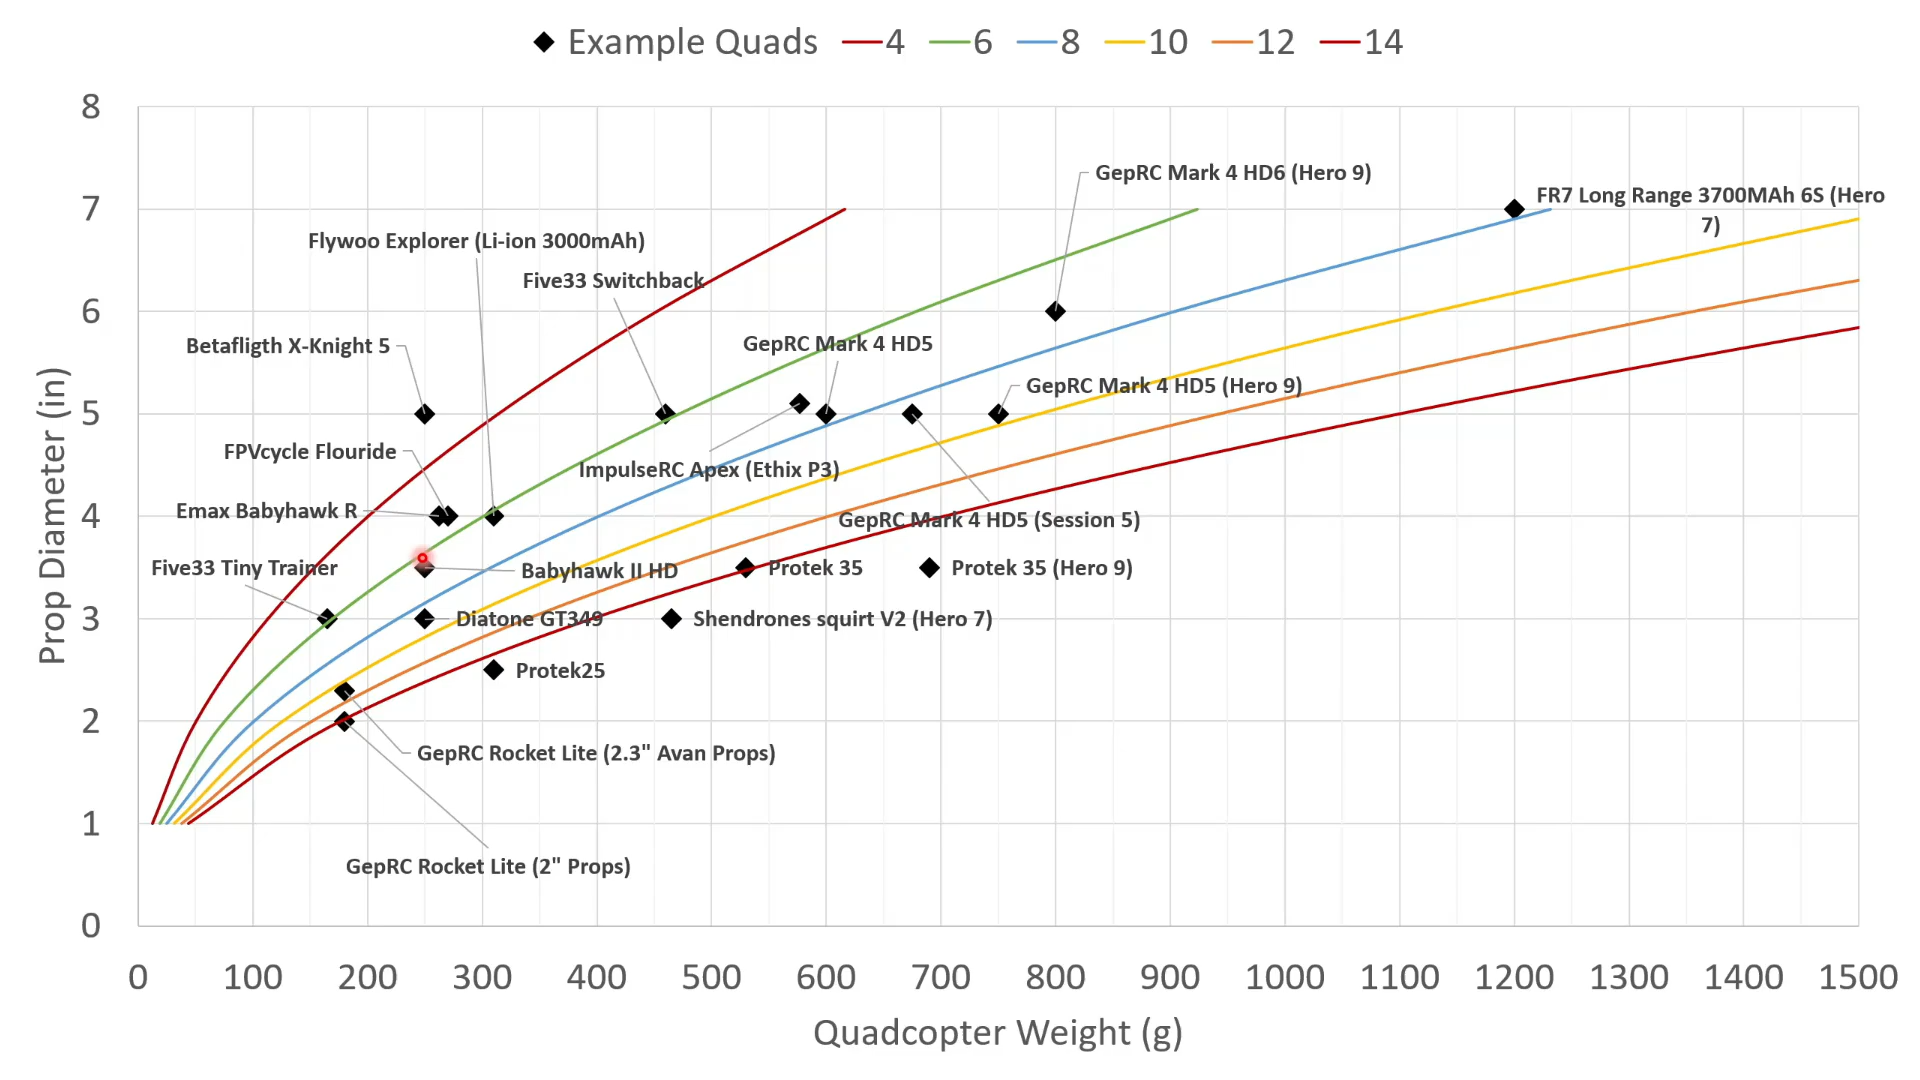 Example Quads 4 6 8 10 12 14
8
GepRC Mark 4 HD6 (Hero 9)
FR7 Long Range 3700MAh 6S (Hero
7)
7
Flywoo Explorer (Li-ion 3000mAh)
Five33 Switchback
6
Betafligth X-Knight 5
GepRC Mark 4 HD5
GepRC Mark 4 HD5 (Hero 9)
5
FPVcycle Flouride
ImpulseRC Apex (Ethix P3)
Emax Babyhawk R
4
GepRC Mark 4 HD5 (Session 5)
Five33 Tiny Trainer
Babyhawk II HD
Protek 35
Protek 35 (Hero 9)
3
Diatone GT349
Shendrones squirt V2 (Hero 7)
Protek25
2
GepRC Rocket Lite (2.3" Avan Props)
1
GepRC Rocket Lite (2" Props)
0
Prop Diameter (in)
0 100 200 300 400 500 600 700 800 900 1000 1100 1200 1300 1400 1500
Quadcopter Weight (g)